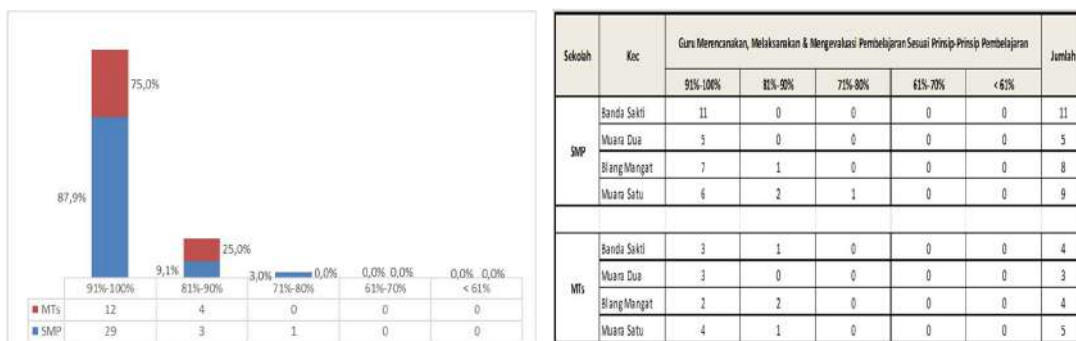 75,0%
87,9%
25,0%
9,1%
3,0% 0,0% 0,0% 0,0% 0,0% 0,0%
91%-100% 81%-90% 71%-80% 61%-70% < 61%
MTs 12 4 0 0 0
SMP 29 3 1 0 0
Sekolah Kec Guru Merencanakan, Melaksanakan & Mengevaluasi Pembelajaran Sesuai Prinsip-Prinsip Pembelajaran Jumlah
91%-100% 81%-90% 71%-80% 61%-70% < 61%
SMP
Banda Sakti 11 0 0 0 0 11
Muara Dua 5 0 0 0 0 5
Blang Mangat 7 1 0 0 0 8
Muara Satu 6 2 1 0 0 9
MTs
Banda Sakti 3 1 0 0 0 4
Muara Dua 3 0 0 0 0 3
Blang Mangat 2 2 0 0 0 4
Muara Satu 4 1 0 0 0 5